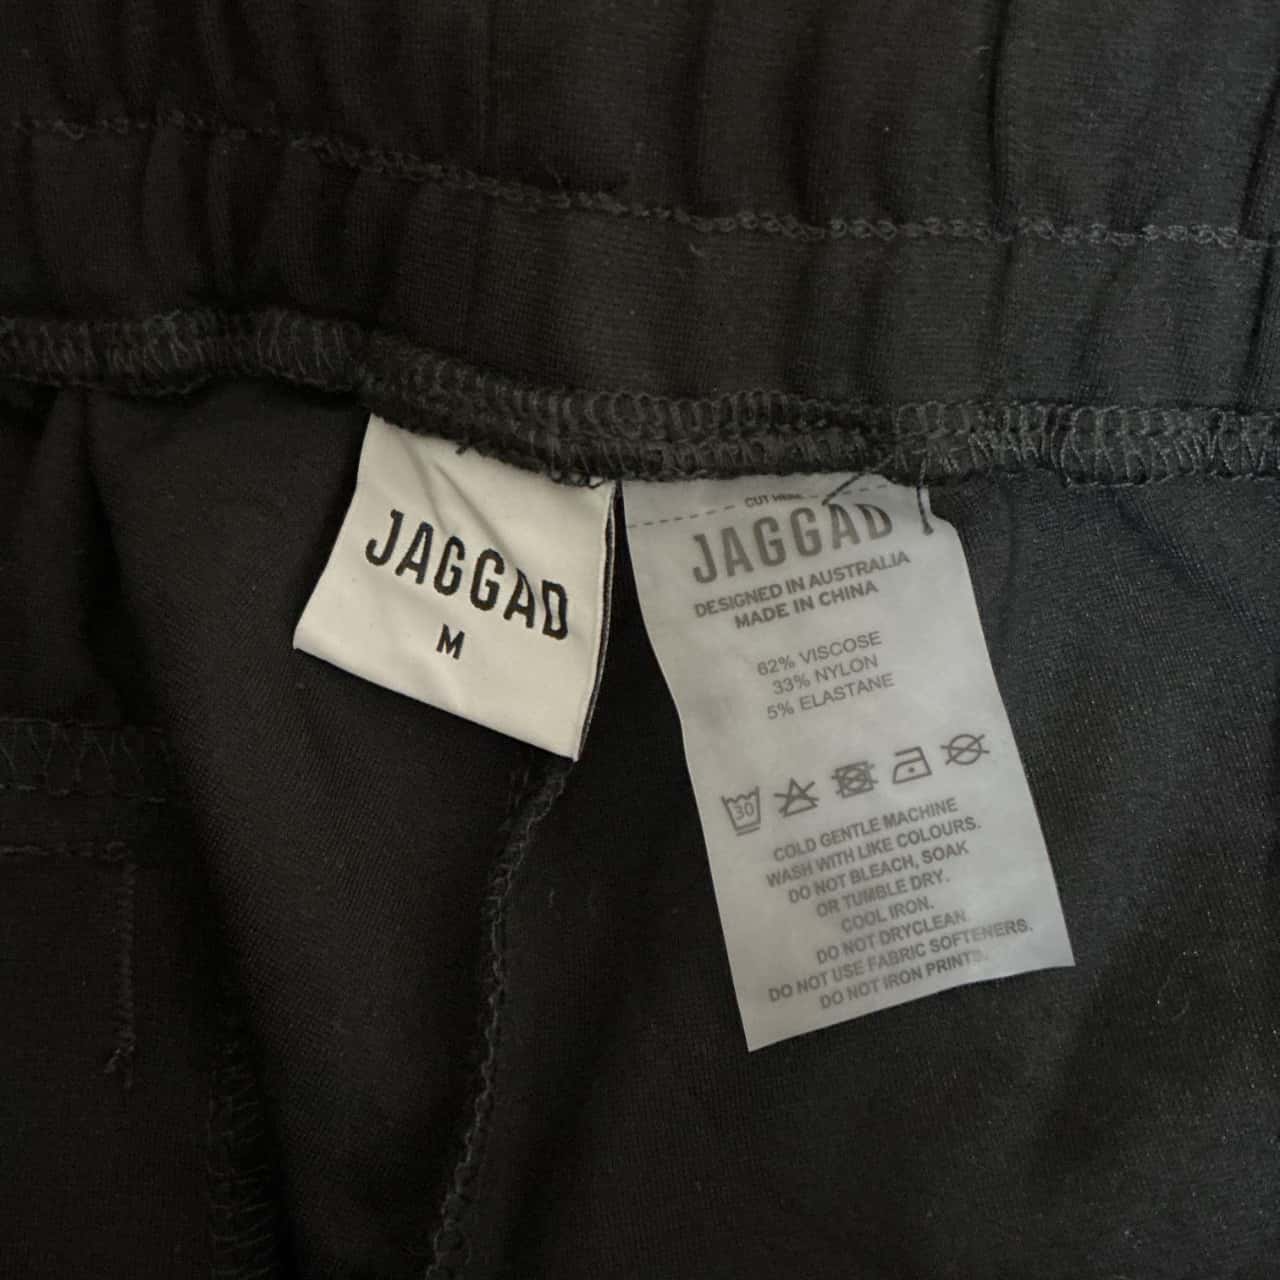 JAGGAD
M
CUT HERE
JAGGAD
DESIGNED IN AUSTRALIA
MADE IN CHINA
62% VISCOSE
33% NYLON
5% ELASTANE
30
COLD GENTLE MACHINE
WASH WITH LIKE COLOURS.
DO NOT BLEACH, SOAK
OR TUMBLE DRY.
COOL IRON.
DO NOT DRYCLEAN.
DO NOT USE FABRIC SOFTENERS.
DO NOT IRON PRINTS.